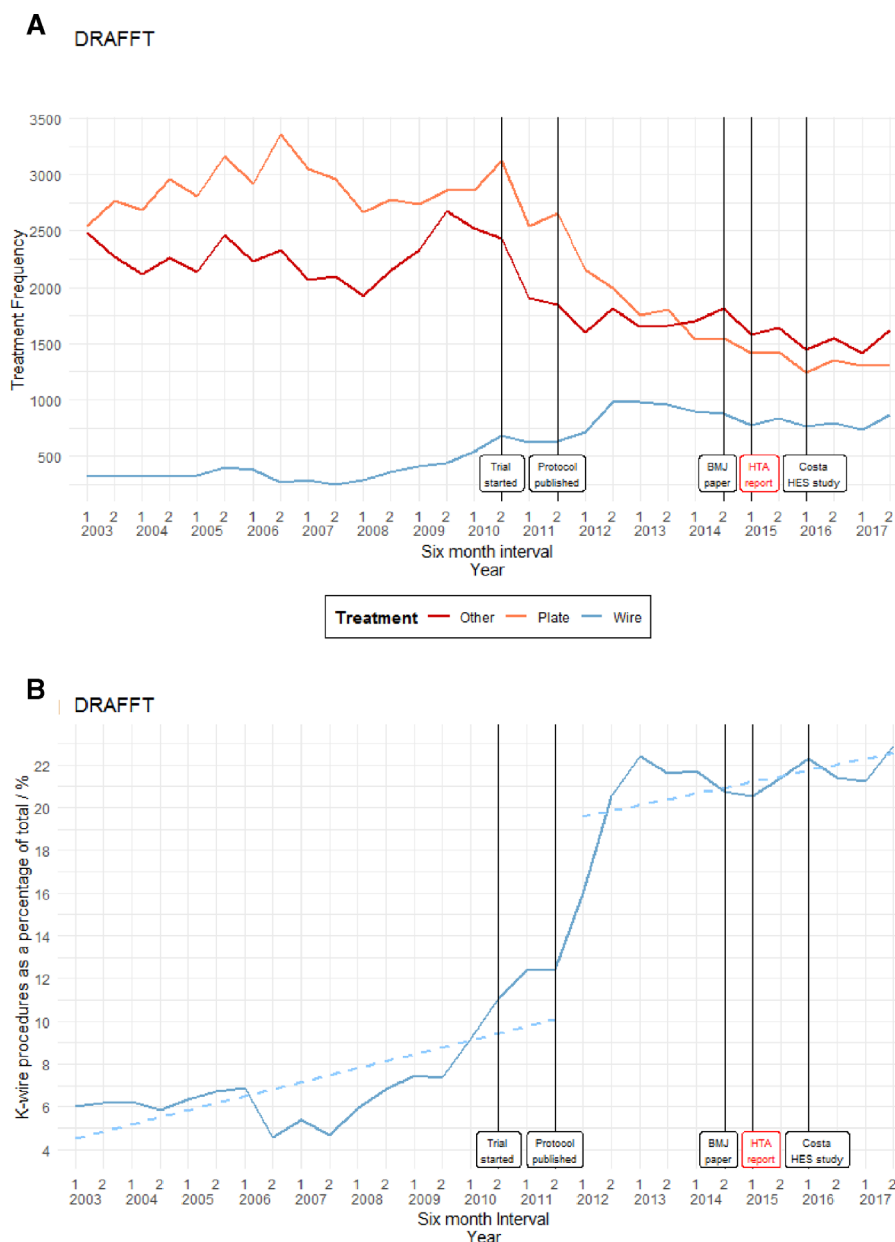 A
DRAFFT
3500
3000
2500
2000
1500
1000
500
Treatment Frequency
Trial started
Protocol published
BMJ paper
HTA report
Costa HES study
1 2 1 2 1 2 1 2 1 2 1 2 1 2 1 2 1 2 1 2 1 2 1 2 1 2 1 2 1 2
2003 2004 2005 2006 2007 2008 2009 2010 2011 2012 2013 2014 2015 2016 2017
Six month interval
Year
Treatment Other Plate Wire
B
DRAFFT
22
20
18
16
14
12
10
8
6
4
K-wire procedures as a percentage of total / %
Trial started
Protocol published
BMJ paper
HTA report
Costa HES study
1 2 1 2 1 2 1 2 1 2 1 2 1 2 1 2 1 2 1 2 1 2 1 2 1 2 1 2 1 2
2003 2004 2005 2006 2007 2008 2009 2010 2011 2012 2013 2014 2015 2016 2017
Six month Interval
Year